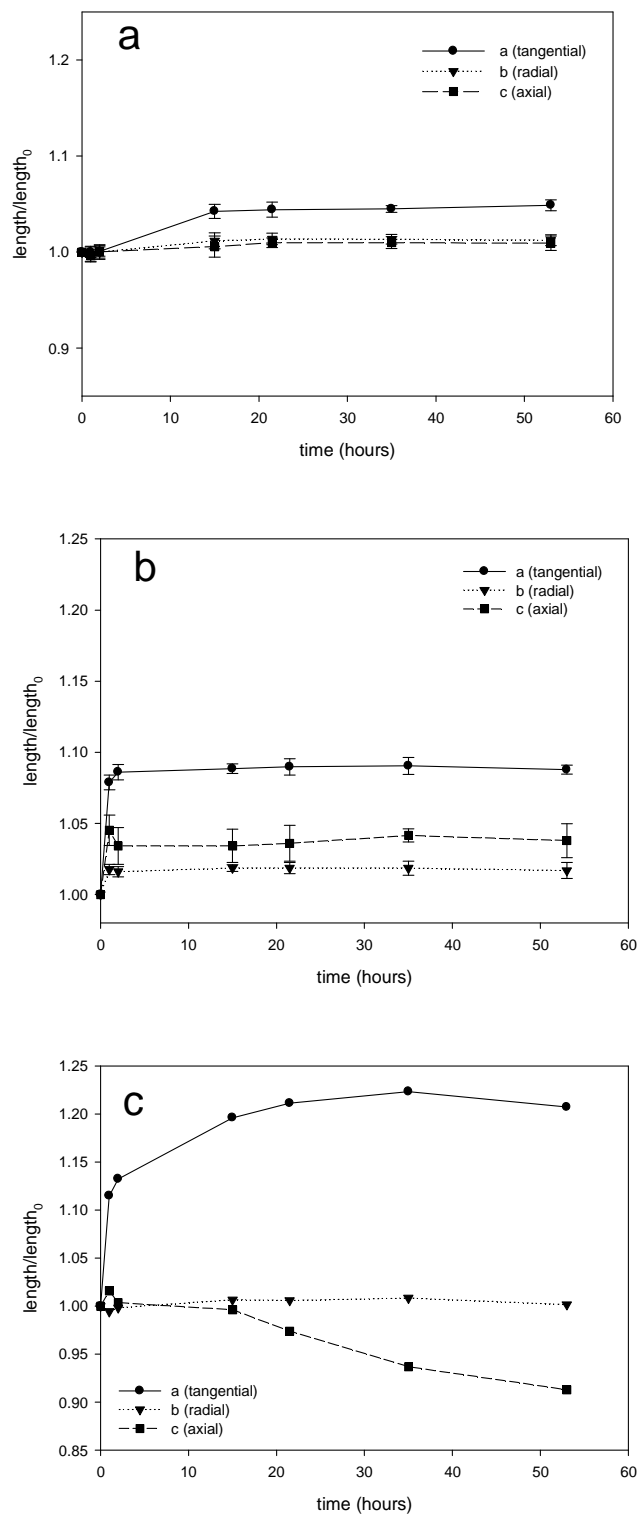 a
a (tangential)
b (radial)
c (axial)
1.2
1.1
1.0
0.9
length/length₀
0 10 20 30 40 50 60
time (hours)
b
a (tangential)
b (radial)
c (axial)
1.25
1.20
1.15
1.10
1.05
1.00
length/length₀
0 10 20 30 40 50 60
time (hours)
c
1.25
1.20
1.15
1.10
1.05
1.00
0.95
0.90
0.85
length/length₀
a (tangential)
b (radial)
c (axial)
0 10 20 30 40 50 60
time (hours)